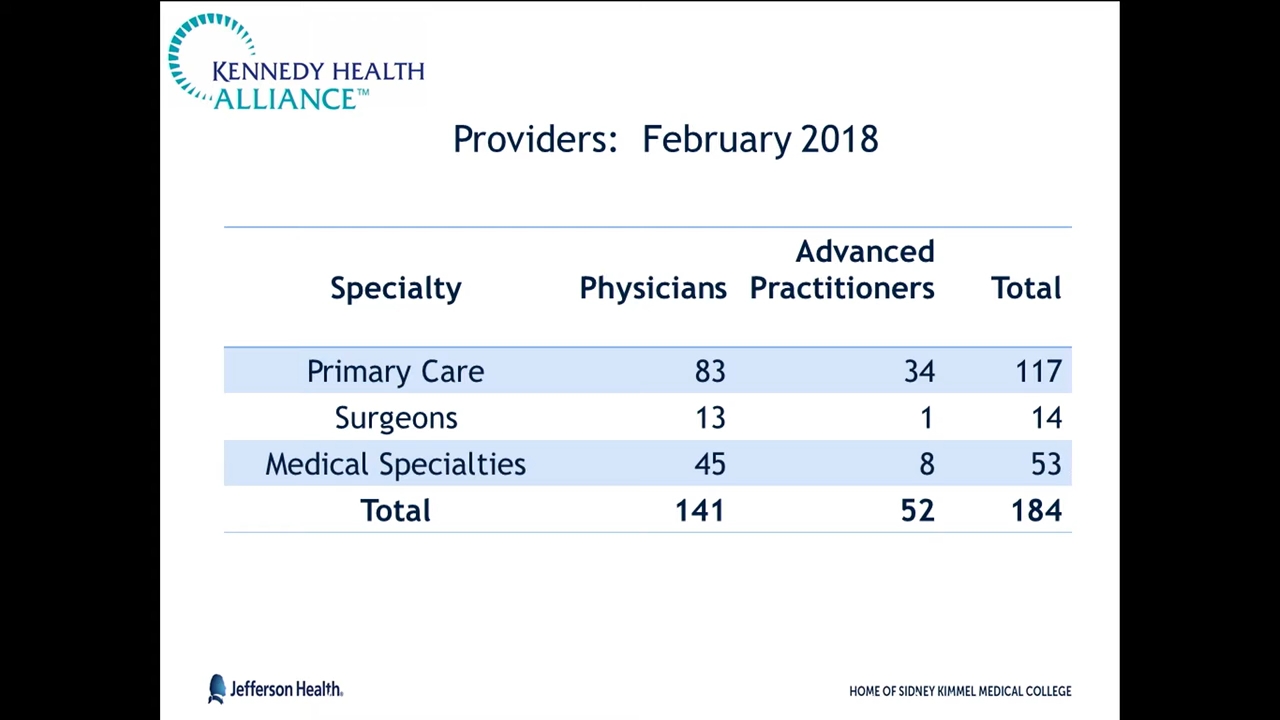 KENNEDY HEALTH
ALLIANCE™
Providers: February 2018
Specialty Physicians Advanced Practitioners Total
Primary Care 83 34 117
Surgeons 13 1 14
Medical Specialties 45 8 53
Total 141 52 184
Jefferson Health® HOME OF SIDNEY KIMMEL MEDICAL COLLEGE